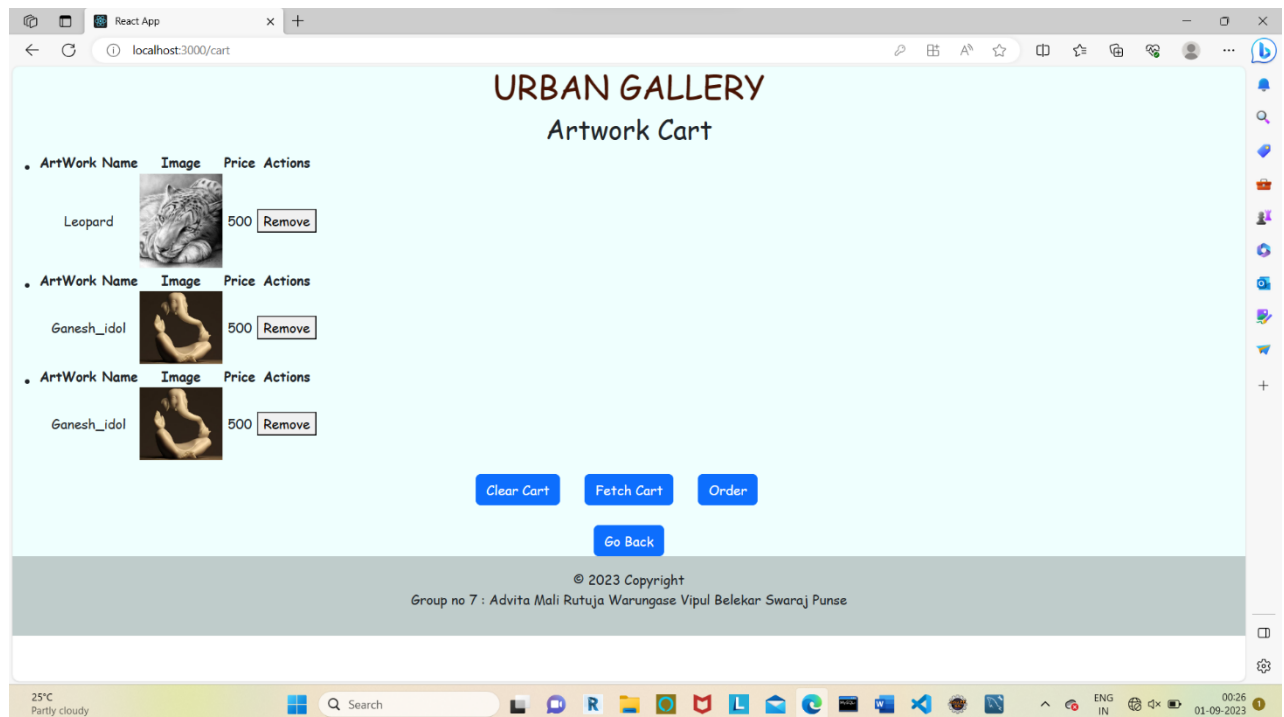 React App
localhost:3000/cart
URBAN GALLERY
Artwork Cart
ArtWork Name Image Price Actions
Leopard 500 Remove
ArtWork Name Image Price Actions
Ganesh_idol 500 Remove
ArtWork Name Image Price Actions
Ganesh_idol 500 Remove
Clear Cart Fetch Cart Order
Go Back
© 2023 Copyright
Group no 7 : Advita Mali Rutuja Warungase Vipul Belekar Swaraj Punse
25°C
Partly cloudy
Search
ENG
IN
00:26
01-09-2023
1